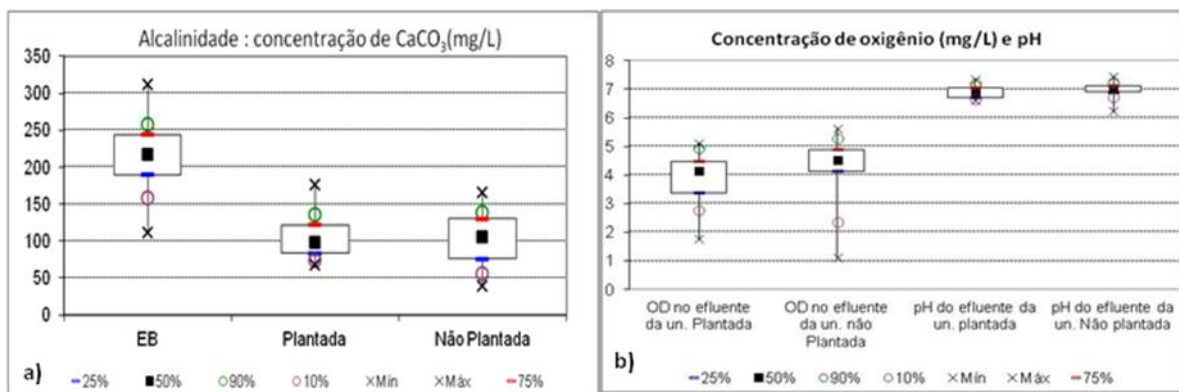 Alcalinidade : concentração de CaCO₃(mg/L)
350
300
250
200
150
100
50
0
EB Plantada Não Plantada
a) 25% 50% 90% 10% Mín Máx 75%
Concentração de oxigênio (mg/L) e pH
8
7
6
5
4
3
2
1
0
OD no efluente da un. Plantada
OD no efluente da un. não Plantada
pH do efluente da un. plantada
pH do efluente da un. Não plantada
b) 25% 50% 90% 10% Mín Máx 75%